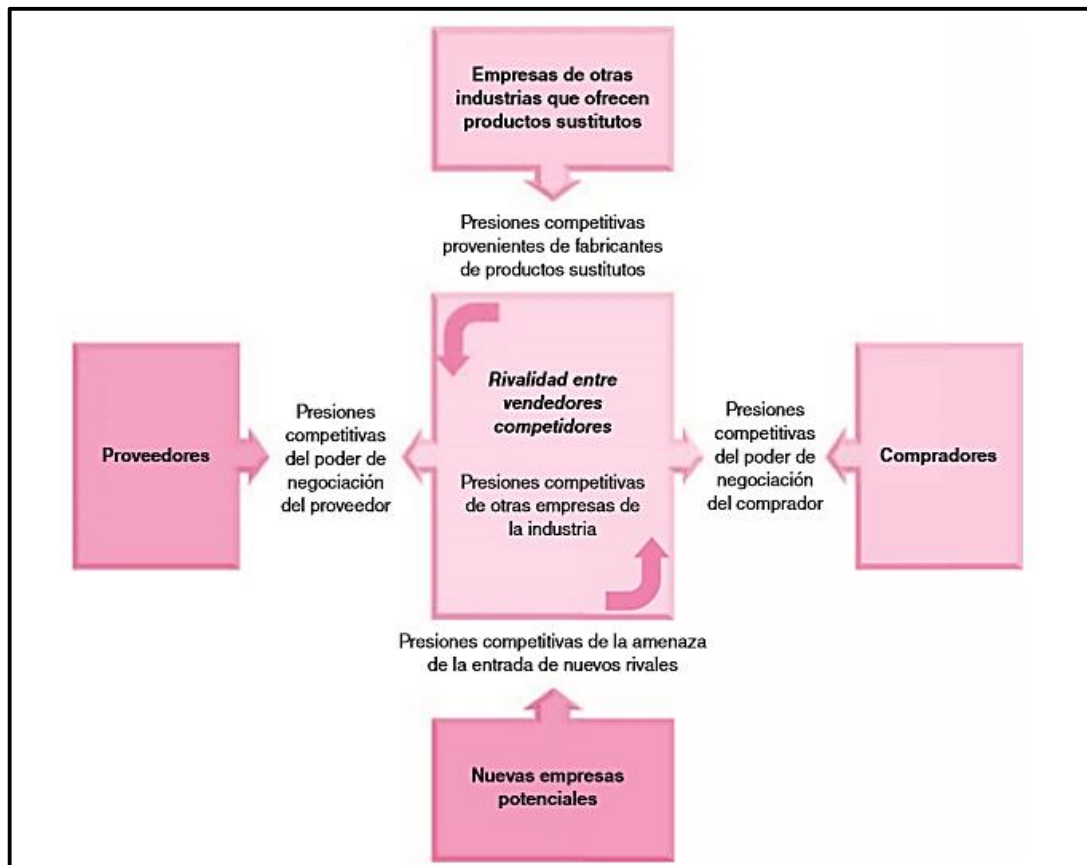 Empresas de otras
industrias que ofrecen
productos sustitutos
Presiones competitivas
provenientes de fabricantes
de productos sustitutos
Proveedores
Presiones
competitivas
del poder de
negociación
del proveedor
Rivalidad entre
vendedores
competidores
Presiones competitivas
de otras empresas de
la industria
Presiones
competitivas
del poder de
negociación
del comprador
Compradores
Presiones competitivas de la amenaza
de la entrada de nuevos rivales
Nuevas empresas
potenciales